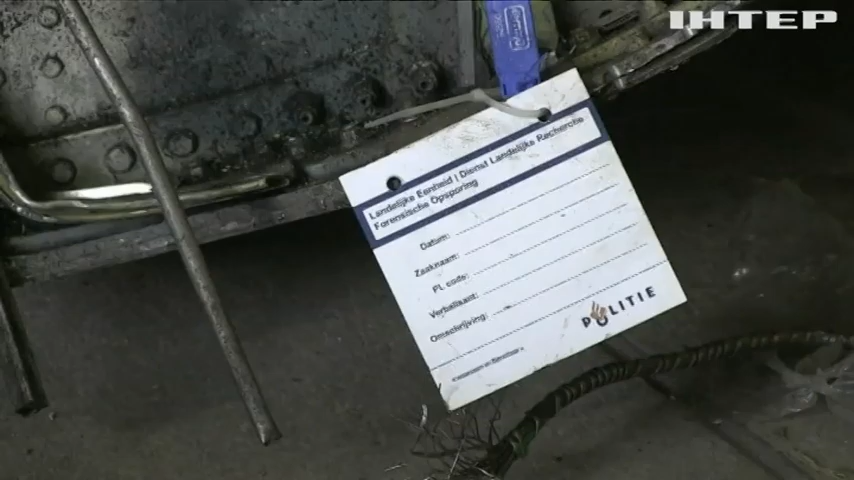 ІНТЕР
Landelijke Eenheid | Dienst Landelijke Recherche
Forensische Opsporing
Datum:
Zaaknaam:
PL code:
Verbalisant:
Omschrijving:
POLITIE